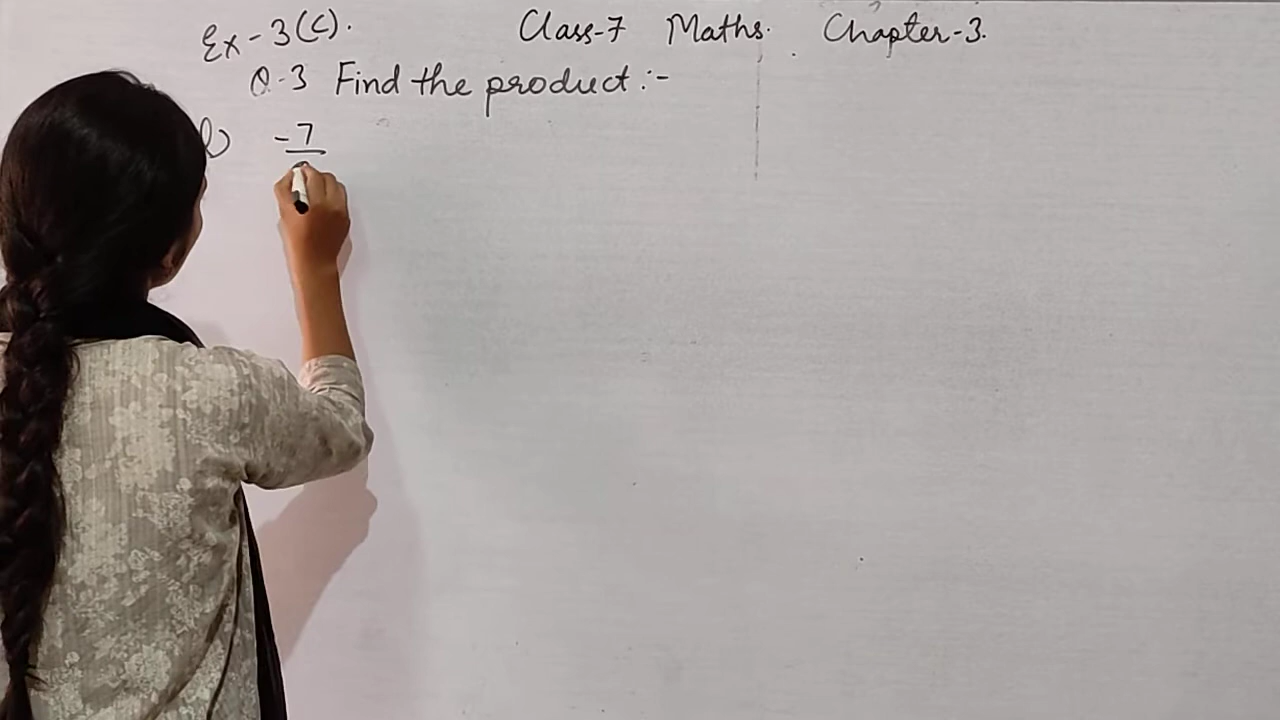 Ex-3(C). Class-7 Maths. Chapter-3.
Q.3 Find the product :-
b) -7